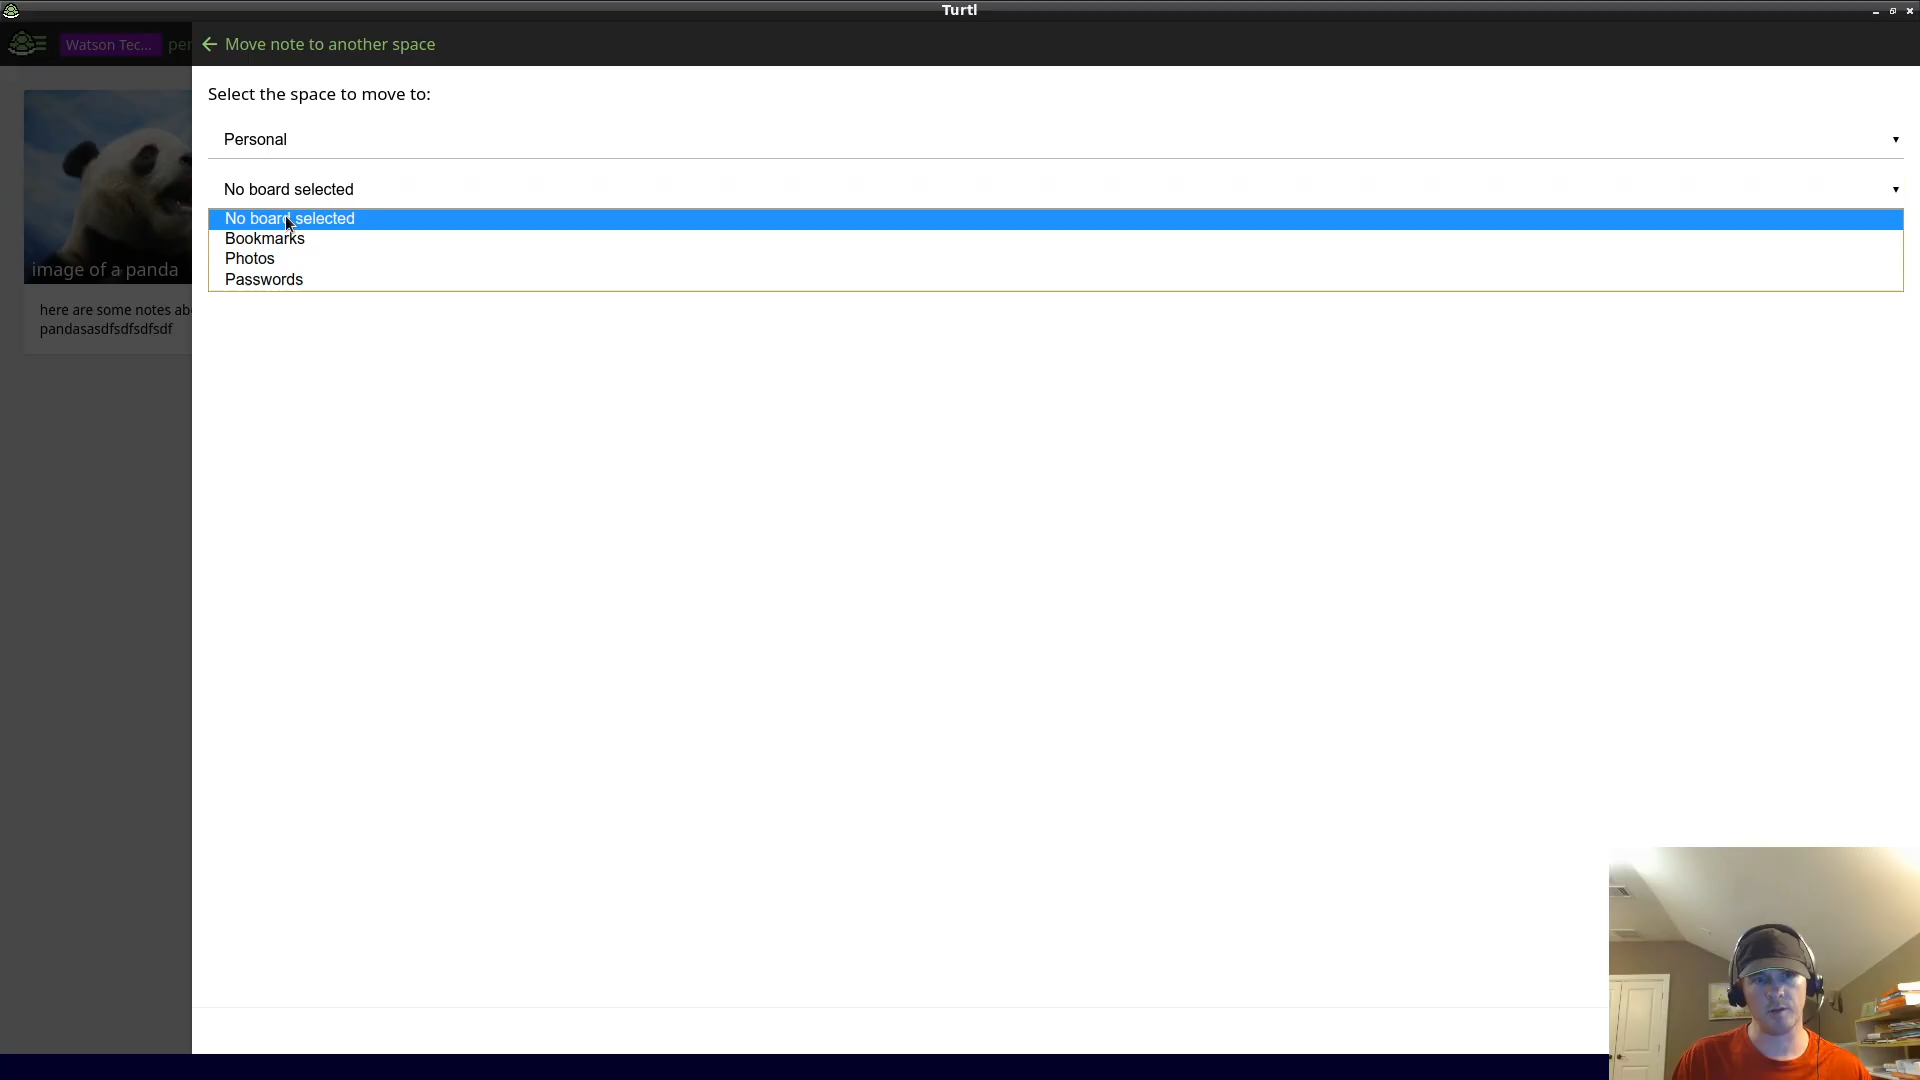 Turtl
Watson Tec... per
Move note to another space
Select the space to move to:
Personal
No board selected
No board selected
Bookmarks
Photos
Passwords
image of a panda
here are some notes ab
pandasasdfsdfsdfsdf